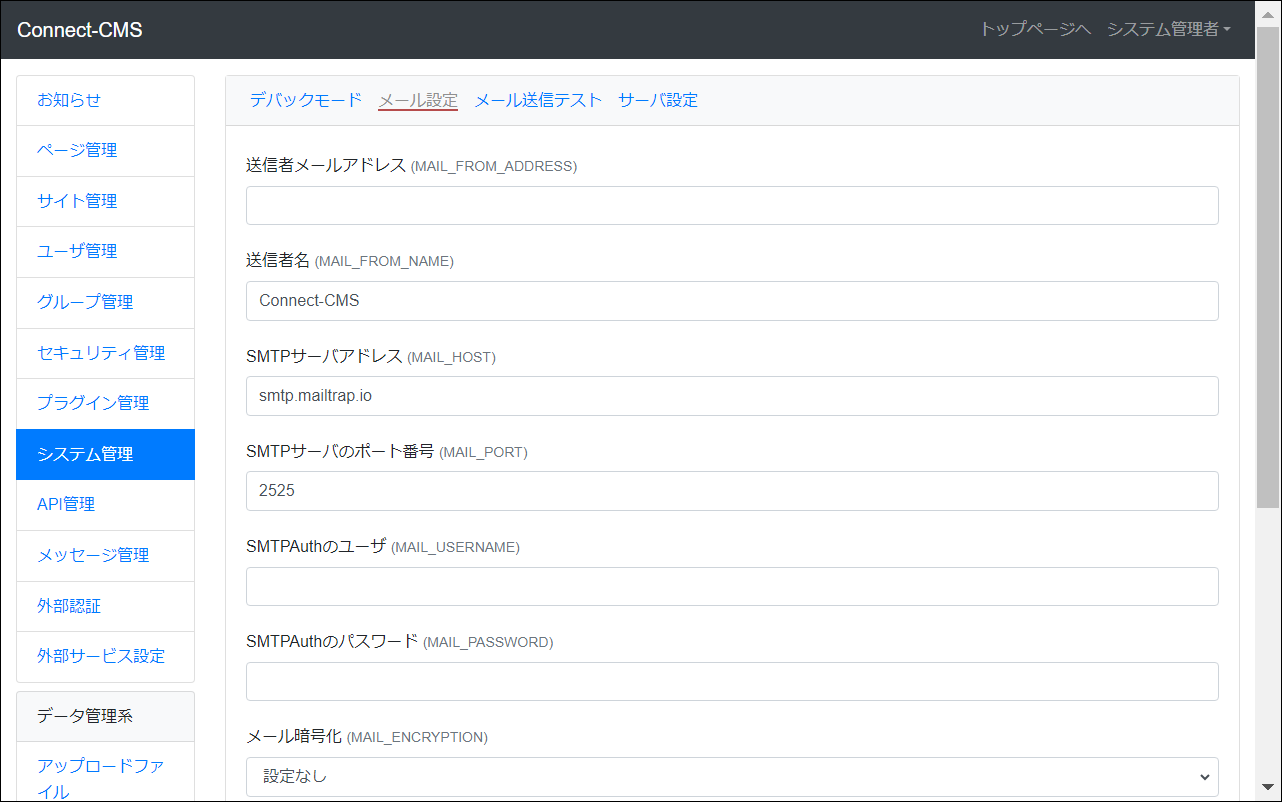 Connect-CMS
トップページへ システム管理者
お知らせ
ページ管理
サイト管理
ユーザ管理
グループ管理
セキュリティ管理
プラグイン管理
システム管理
API管理
メッセージ管理
外部認証
外部サービス設定
データ管理系
アップロードファ
イル
デバックモード メール設定 メール送信テスト サーバ設定
送信者メールアドレス (MAIL_FROM_ADDRESS)
送信者名 (MAIL_FROM_NAME)
Connect-CMS
SMTPサーバアドレス (MAIL_HOST)
smtp.mailtrap.io
SMTPサーバのポート番号 (MAIL_PORT)
2525
SMTPAuthのユーザ (MAIL_USERNAME)
SMTPAuthのパスワード (MAIL_PASSWORD)
メール暗号化 (MAIL_ENCRYPTION)
設定なし